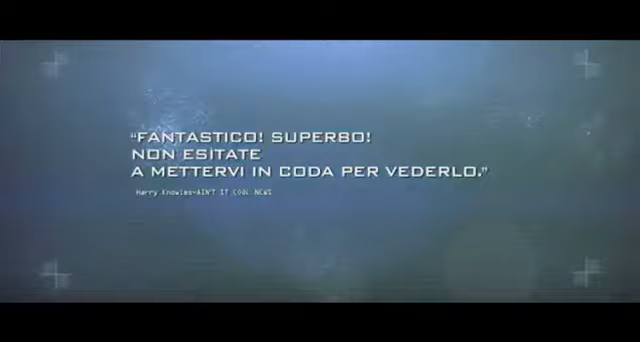 "FANTASTICO! SUPERBO!
NON ESITATE
A METTERVI IN CODA PER VEDERLO."
Harry Knowles-AIN'T IT COOL NEWS